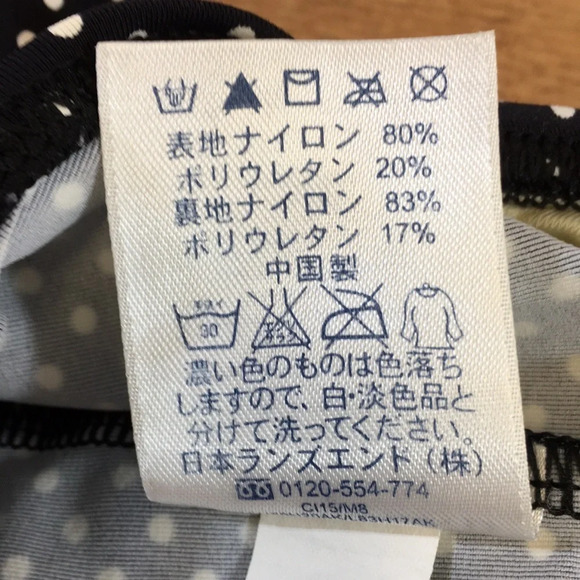 表地ナイロン 80%
ポリウレタン 20%
裏地ナイロン 83%
ポリウレタン 17%
中国製
30
濃い色のものは色落ち
しますので、白・淡色品と
分けて洗ってください。
日本ランズエンド（株）
0120-554-774
CI15/M8